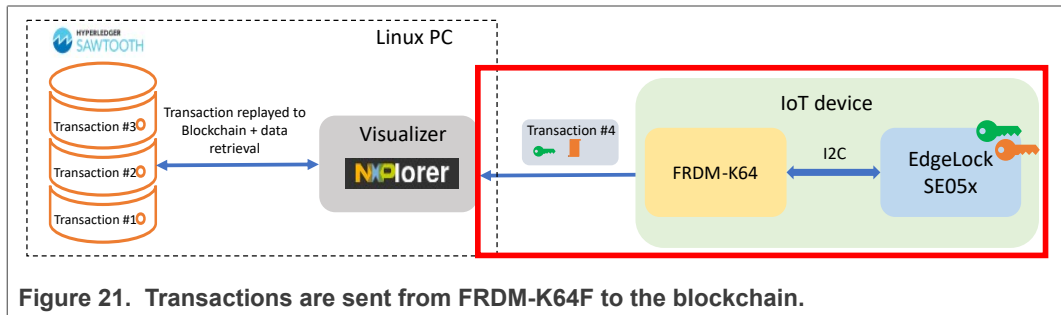 HYPERLEDGER
SAWTOOTH
Linux PC
Transaction #3
Transaction #2
Transaction #1
Transaction replayed to
Blockchain + data
retrieval
Visualizer
NXPlorer
Transaction #4
IoT device
FRDM-K64
I2C
EdgeLock
SE05x
Figure 21. Transactions are sent from FRDM-K64F to the blockchain.